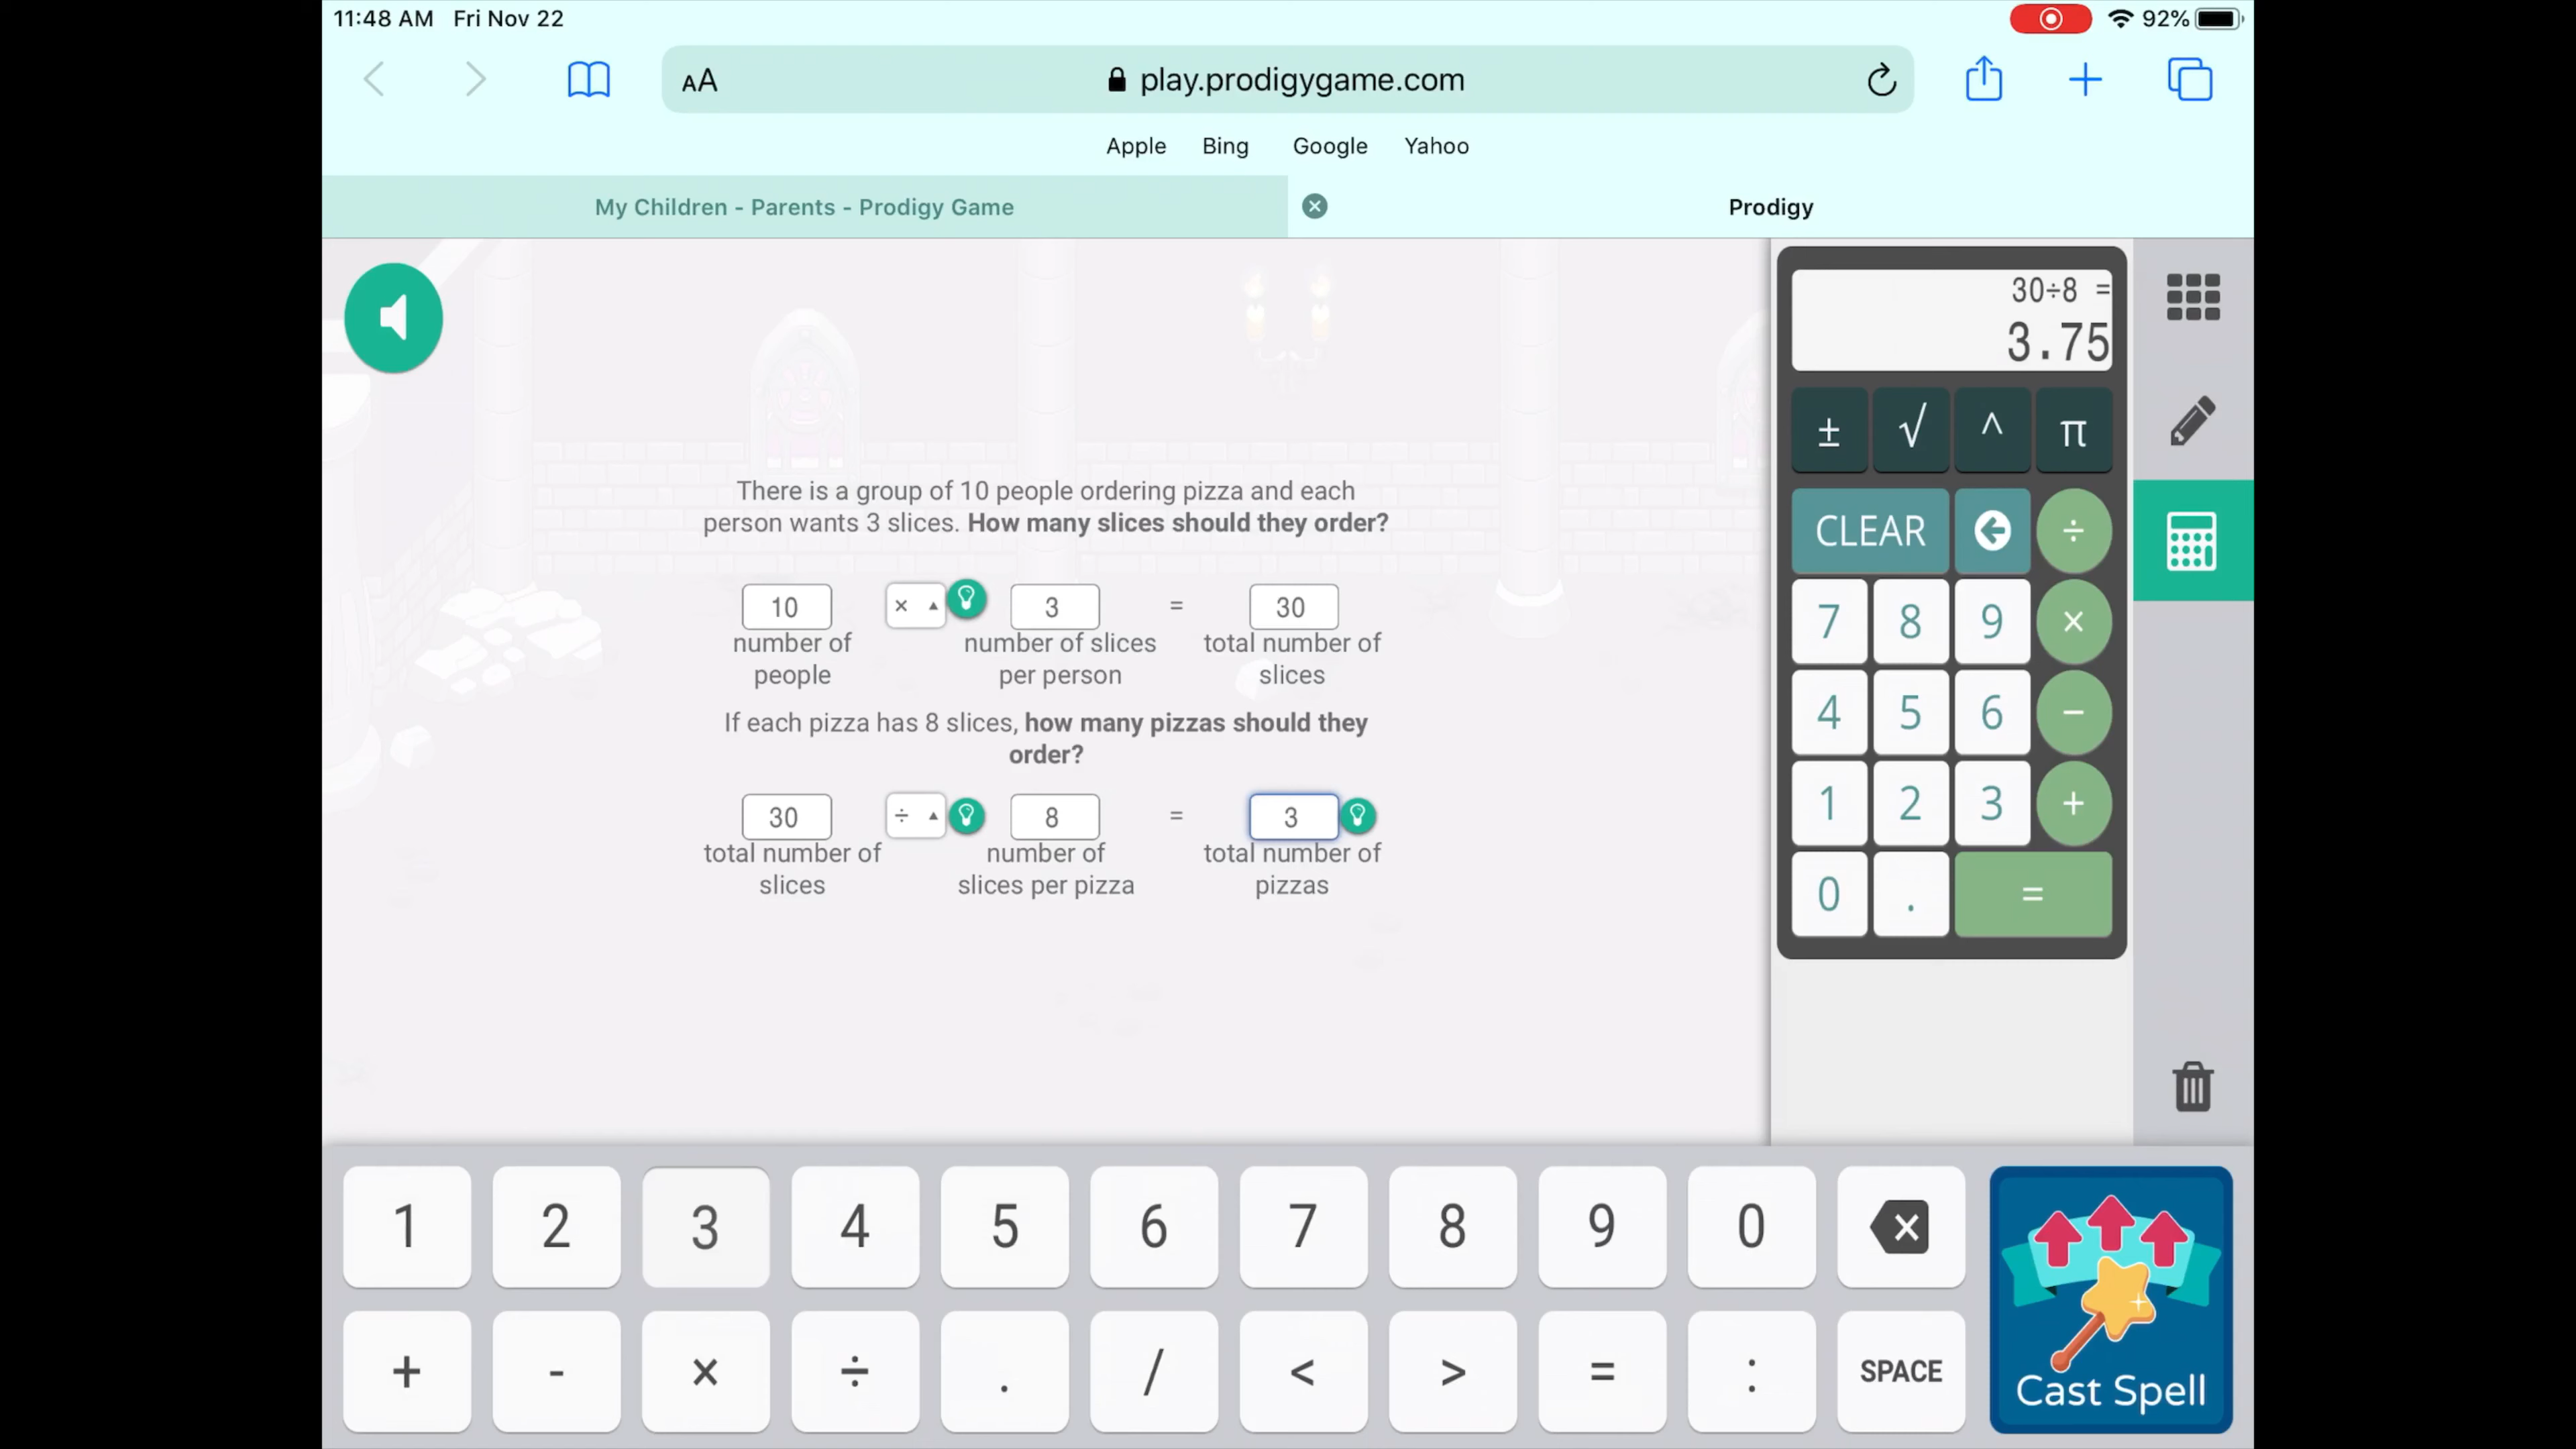 11:48 AM Fri Nov 22
92%
AA
play.prodigygame.com
Apple Bing Google Yahoo
My Children - Parents - Prodigy Game
Prodigy
30÷8 =
3.75
± √ ^ π
CLEAR ÷
7 8 9 ×
4 5 6 −
1 2 3 +
0 . =
There is a group of 10 people ordering pizza and each
person wants 3 slices. How many slices should they order?
10 × 3 = 30
number of people
number of slices per person
total number of slices
If each pizza has 8 slices, how many pizzas should they
order?
30 ÷ 8 = 3
total number of slices
number of slices per pizza
total number of pizzas
1 2 3 4 5 6 7 8 9 0
+ - × ÷ . / < > = : SPACE
Cast Spell